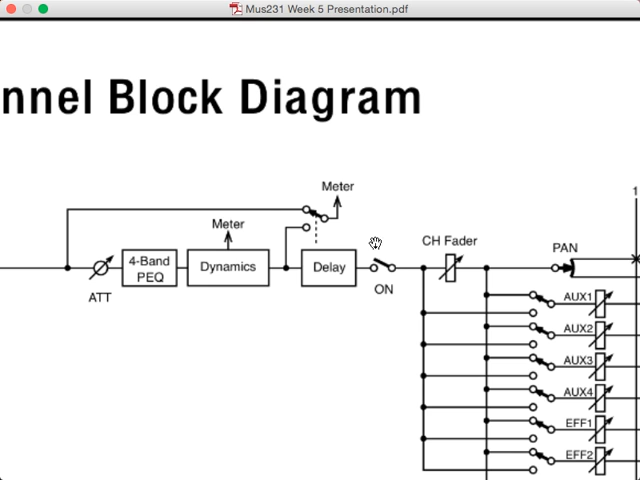 Mus231 Week 5 Presentation.pdf
nnel Block Diagram
Meter
1
Meter
CH Fader
PAN
4-Band
PEQ
Dynamics
Delay
ATT
ON
AUX1
AUX2
AUX3
AUX4
EFF1
EFF2